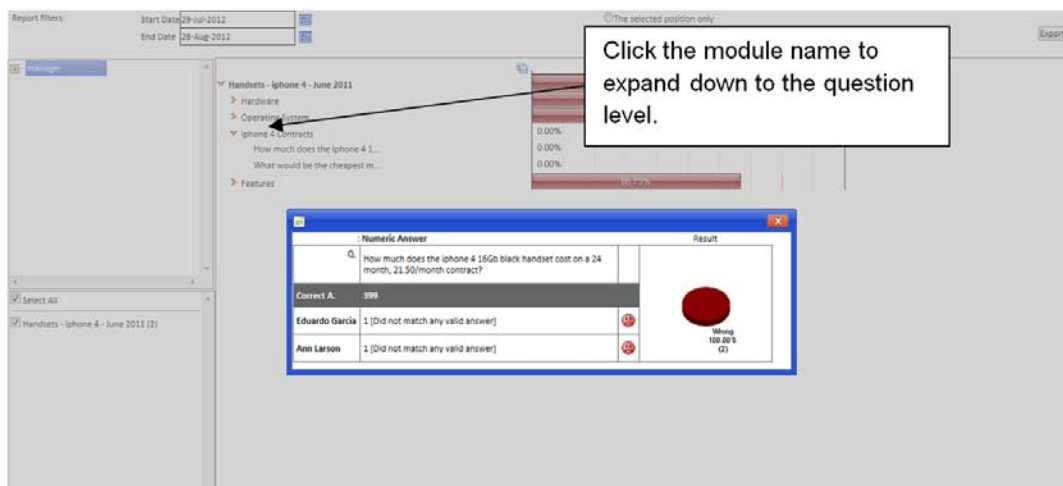 Report filters:
Start Date 29-Jul-2012
The selected position only
End Date 28-Aug-2012
Export
Click the module name to
expand down to the question
level.
manager
Handsets - iphone 4 - June 2011
Hardware
Operating System
Iphone 4 Contracts
0.00%
How much does the iphone 4 1...
0.00%
What would be the cheapest m...
0.00%
Features
66.75%
: Numeric Answer
Result
Q.
How much does the iphone 4 16Gb black handset cost on a 24
month, 21.50/month contract?
Correct A.
399
Eduardo Garcia
1 [Did not match any valid answer]
Ann Larson
1 [Did not match any valid answer]
Wrong
100.00%
(2)
Select All
Handsets - iphone 4 - June 2011 (2)